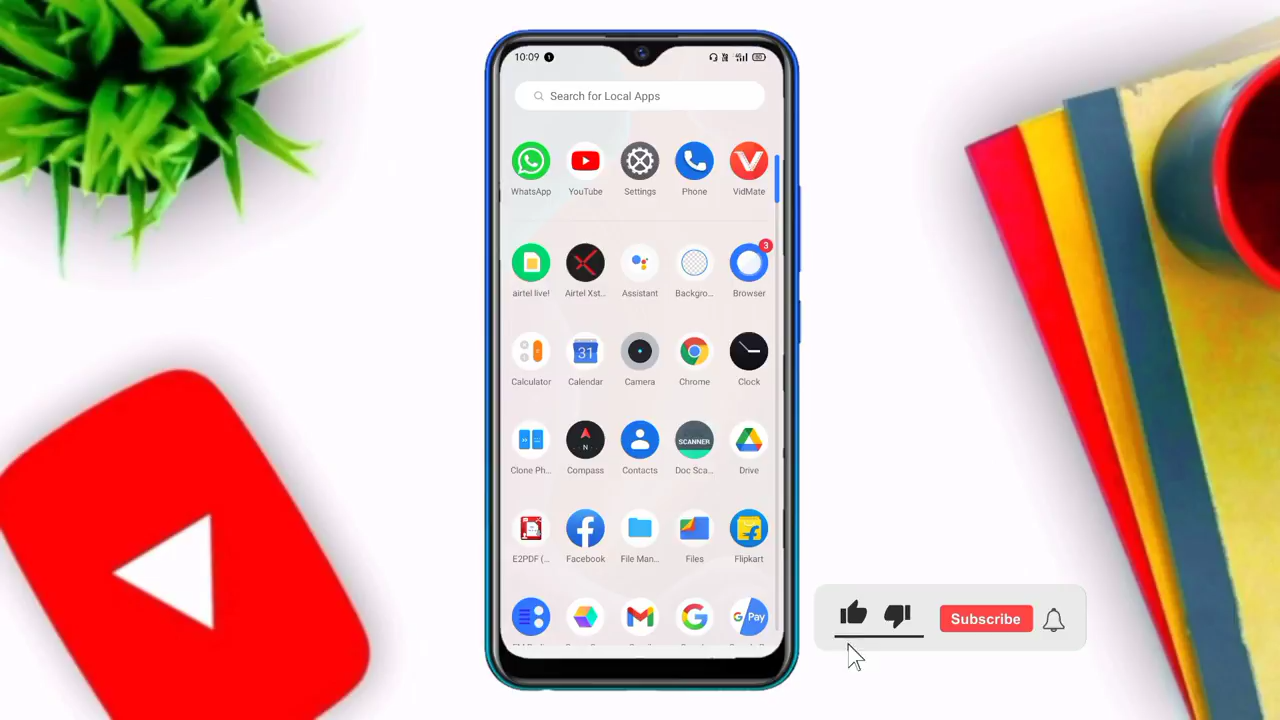 10:09
Search for Local Apps
WhatsApp YouTube Settings Phone VidMate
3
airtel live! Airtel Xst... Assistant Backgro... Browser
31
Calculator Calendar Camera Chrome Clock
N SCANNER
Clone Ph... Compass Contacts Doc Sca... Drive
E2PDF (... Facebook File Man... Files Flipkart
G Pay
Subscribe